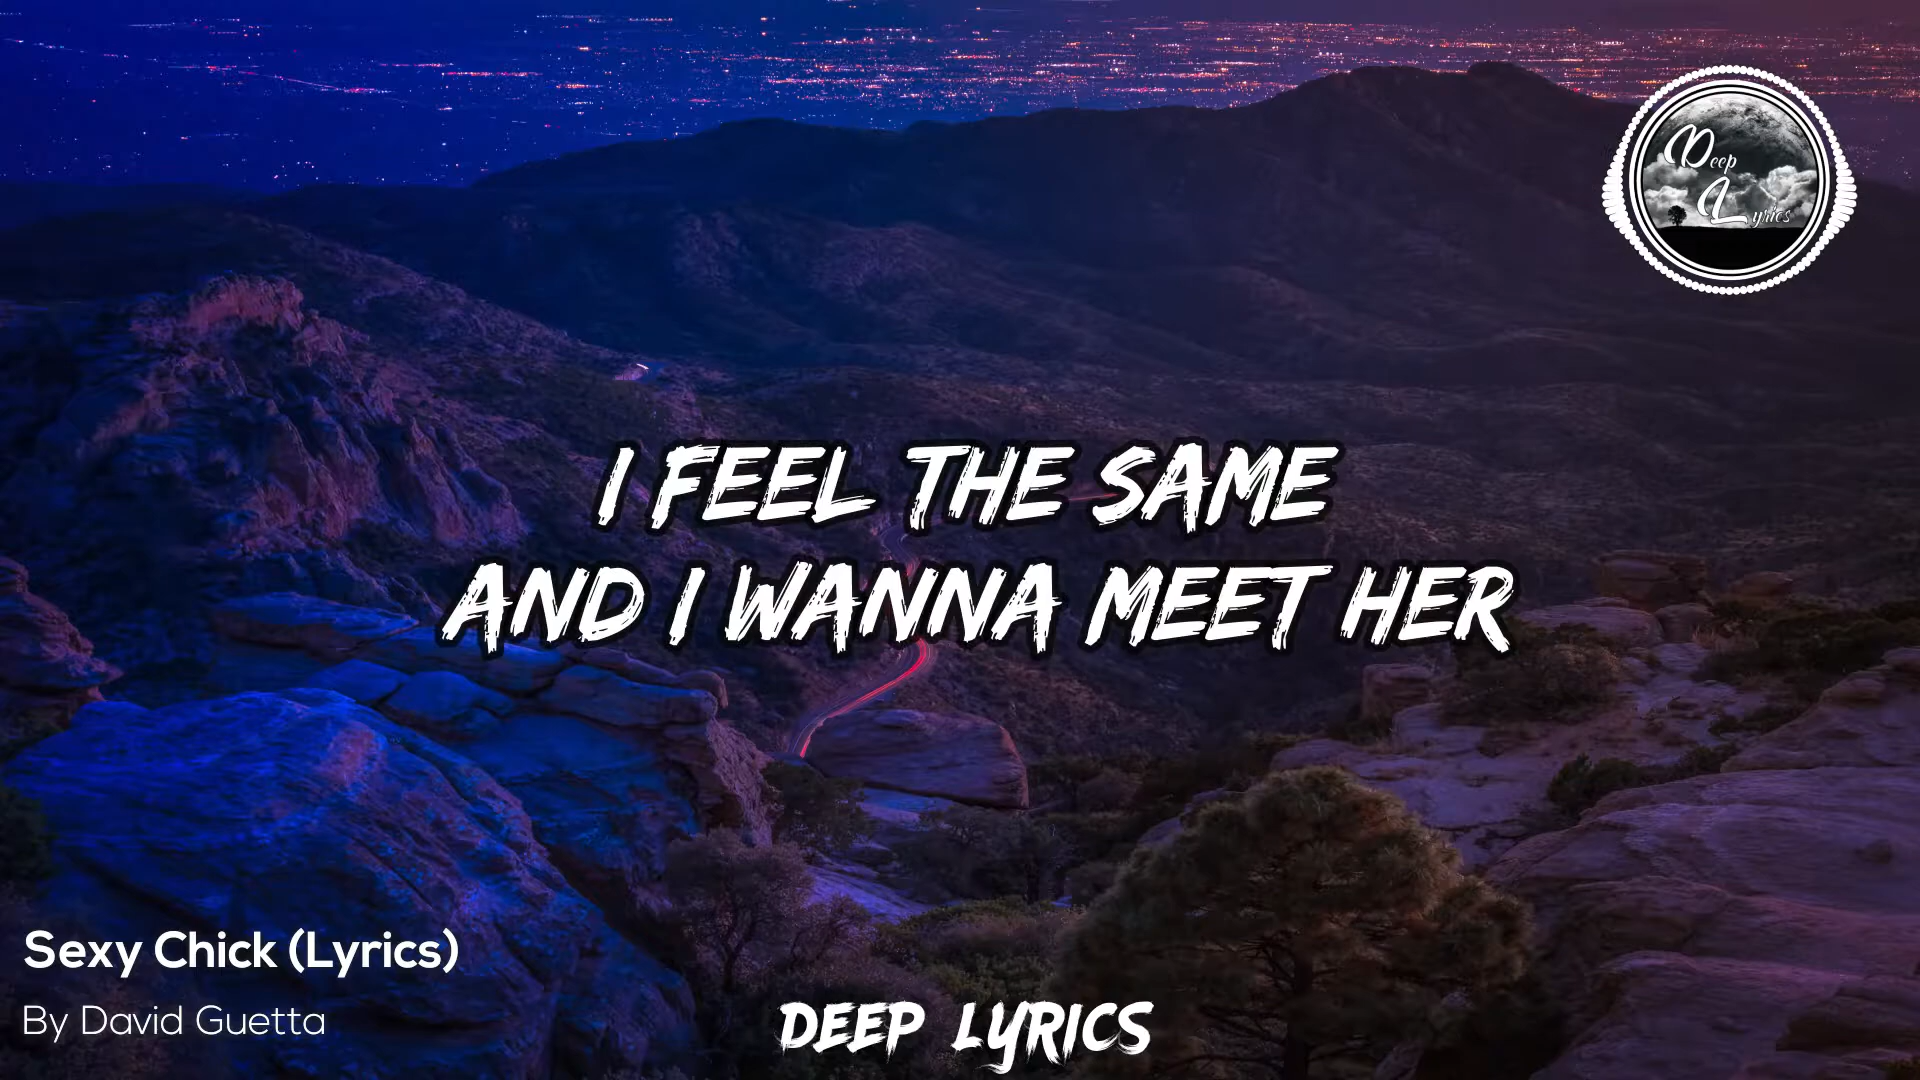 Deep
Lyrics
I FEEL THE SAME
AND I WANNA MEET HER
Sexy Chick (Lyrics)
By David Guetta
DEEP LYRICS